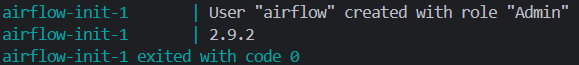 airflow-init-1       | User "airflow" created with role "Admin"
airflow-init-1       | 2.9.2
airflow-init-1 exited with code 0